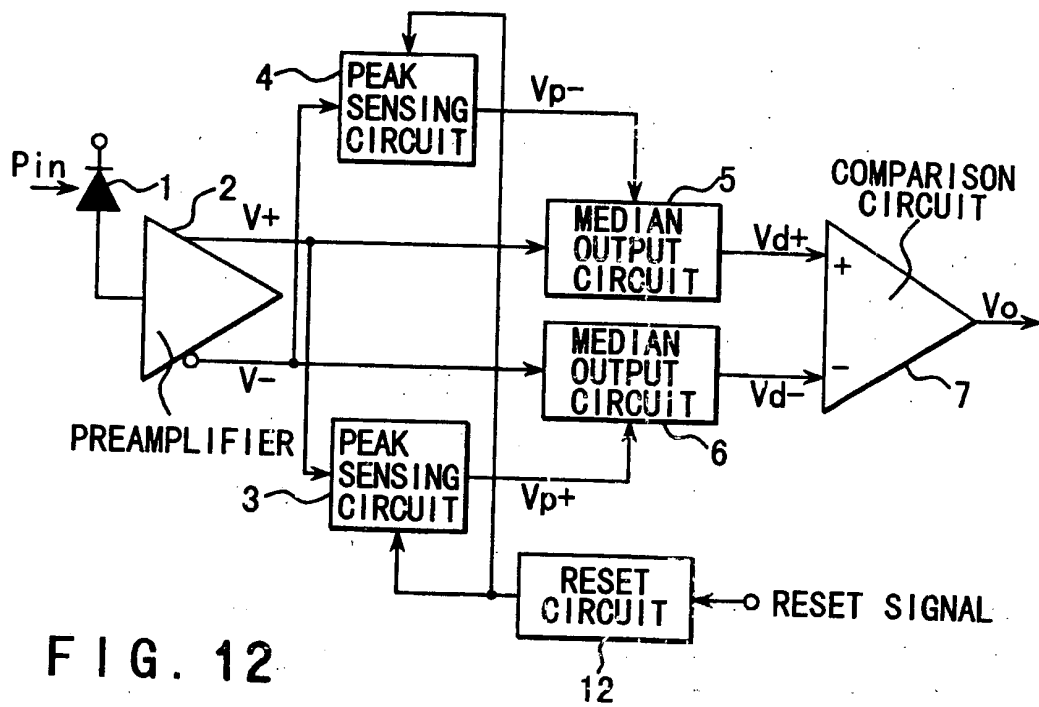 4
PEAK
SENSING
CIRCUIT
Vp-
Pin
1
2
V+
5
MEDIAN
OUTPUT
CIRCUIT
Vd+
COMPARISON
CIRCUIT
+
-
Vo
7
V-
MEDIAN
OUTPUT
CIRCUiT
Vd-
6
PREAMPLIFIER
3
PEAK
SENSING
CIRCUIT
Vp+
RESET
CIRCUIT
12
RESET SIGNAL
FIG. 12